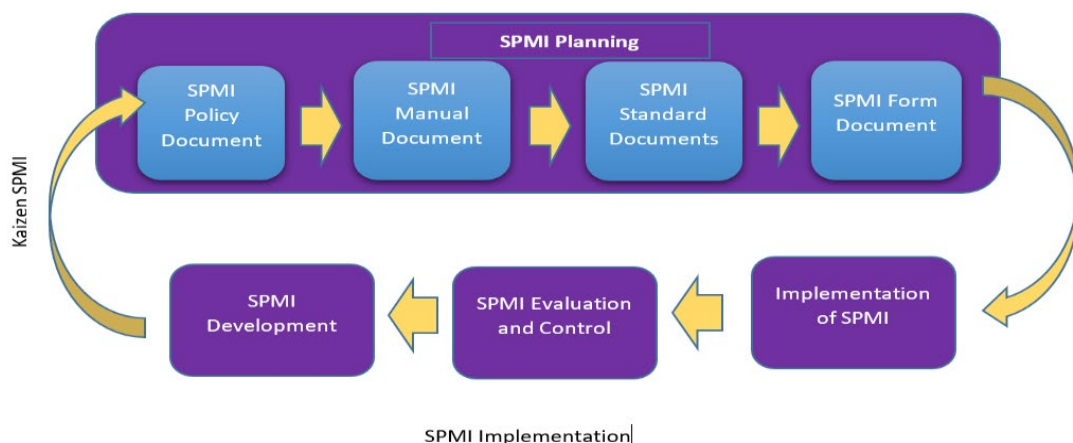 SPMI Planning
SPMI
Policy
Document
SPMI
Manual
Document
SPMI
Standard
Documents
SPMI Form
Document
Kaizen SPMI
SPMI
Development
SPMI Evaluation
and Control
Implementation
of SPMI
SPMI Implementation